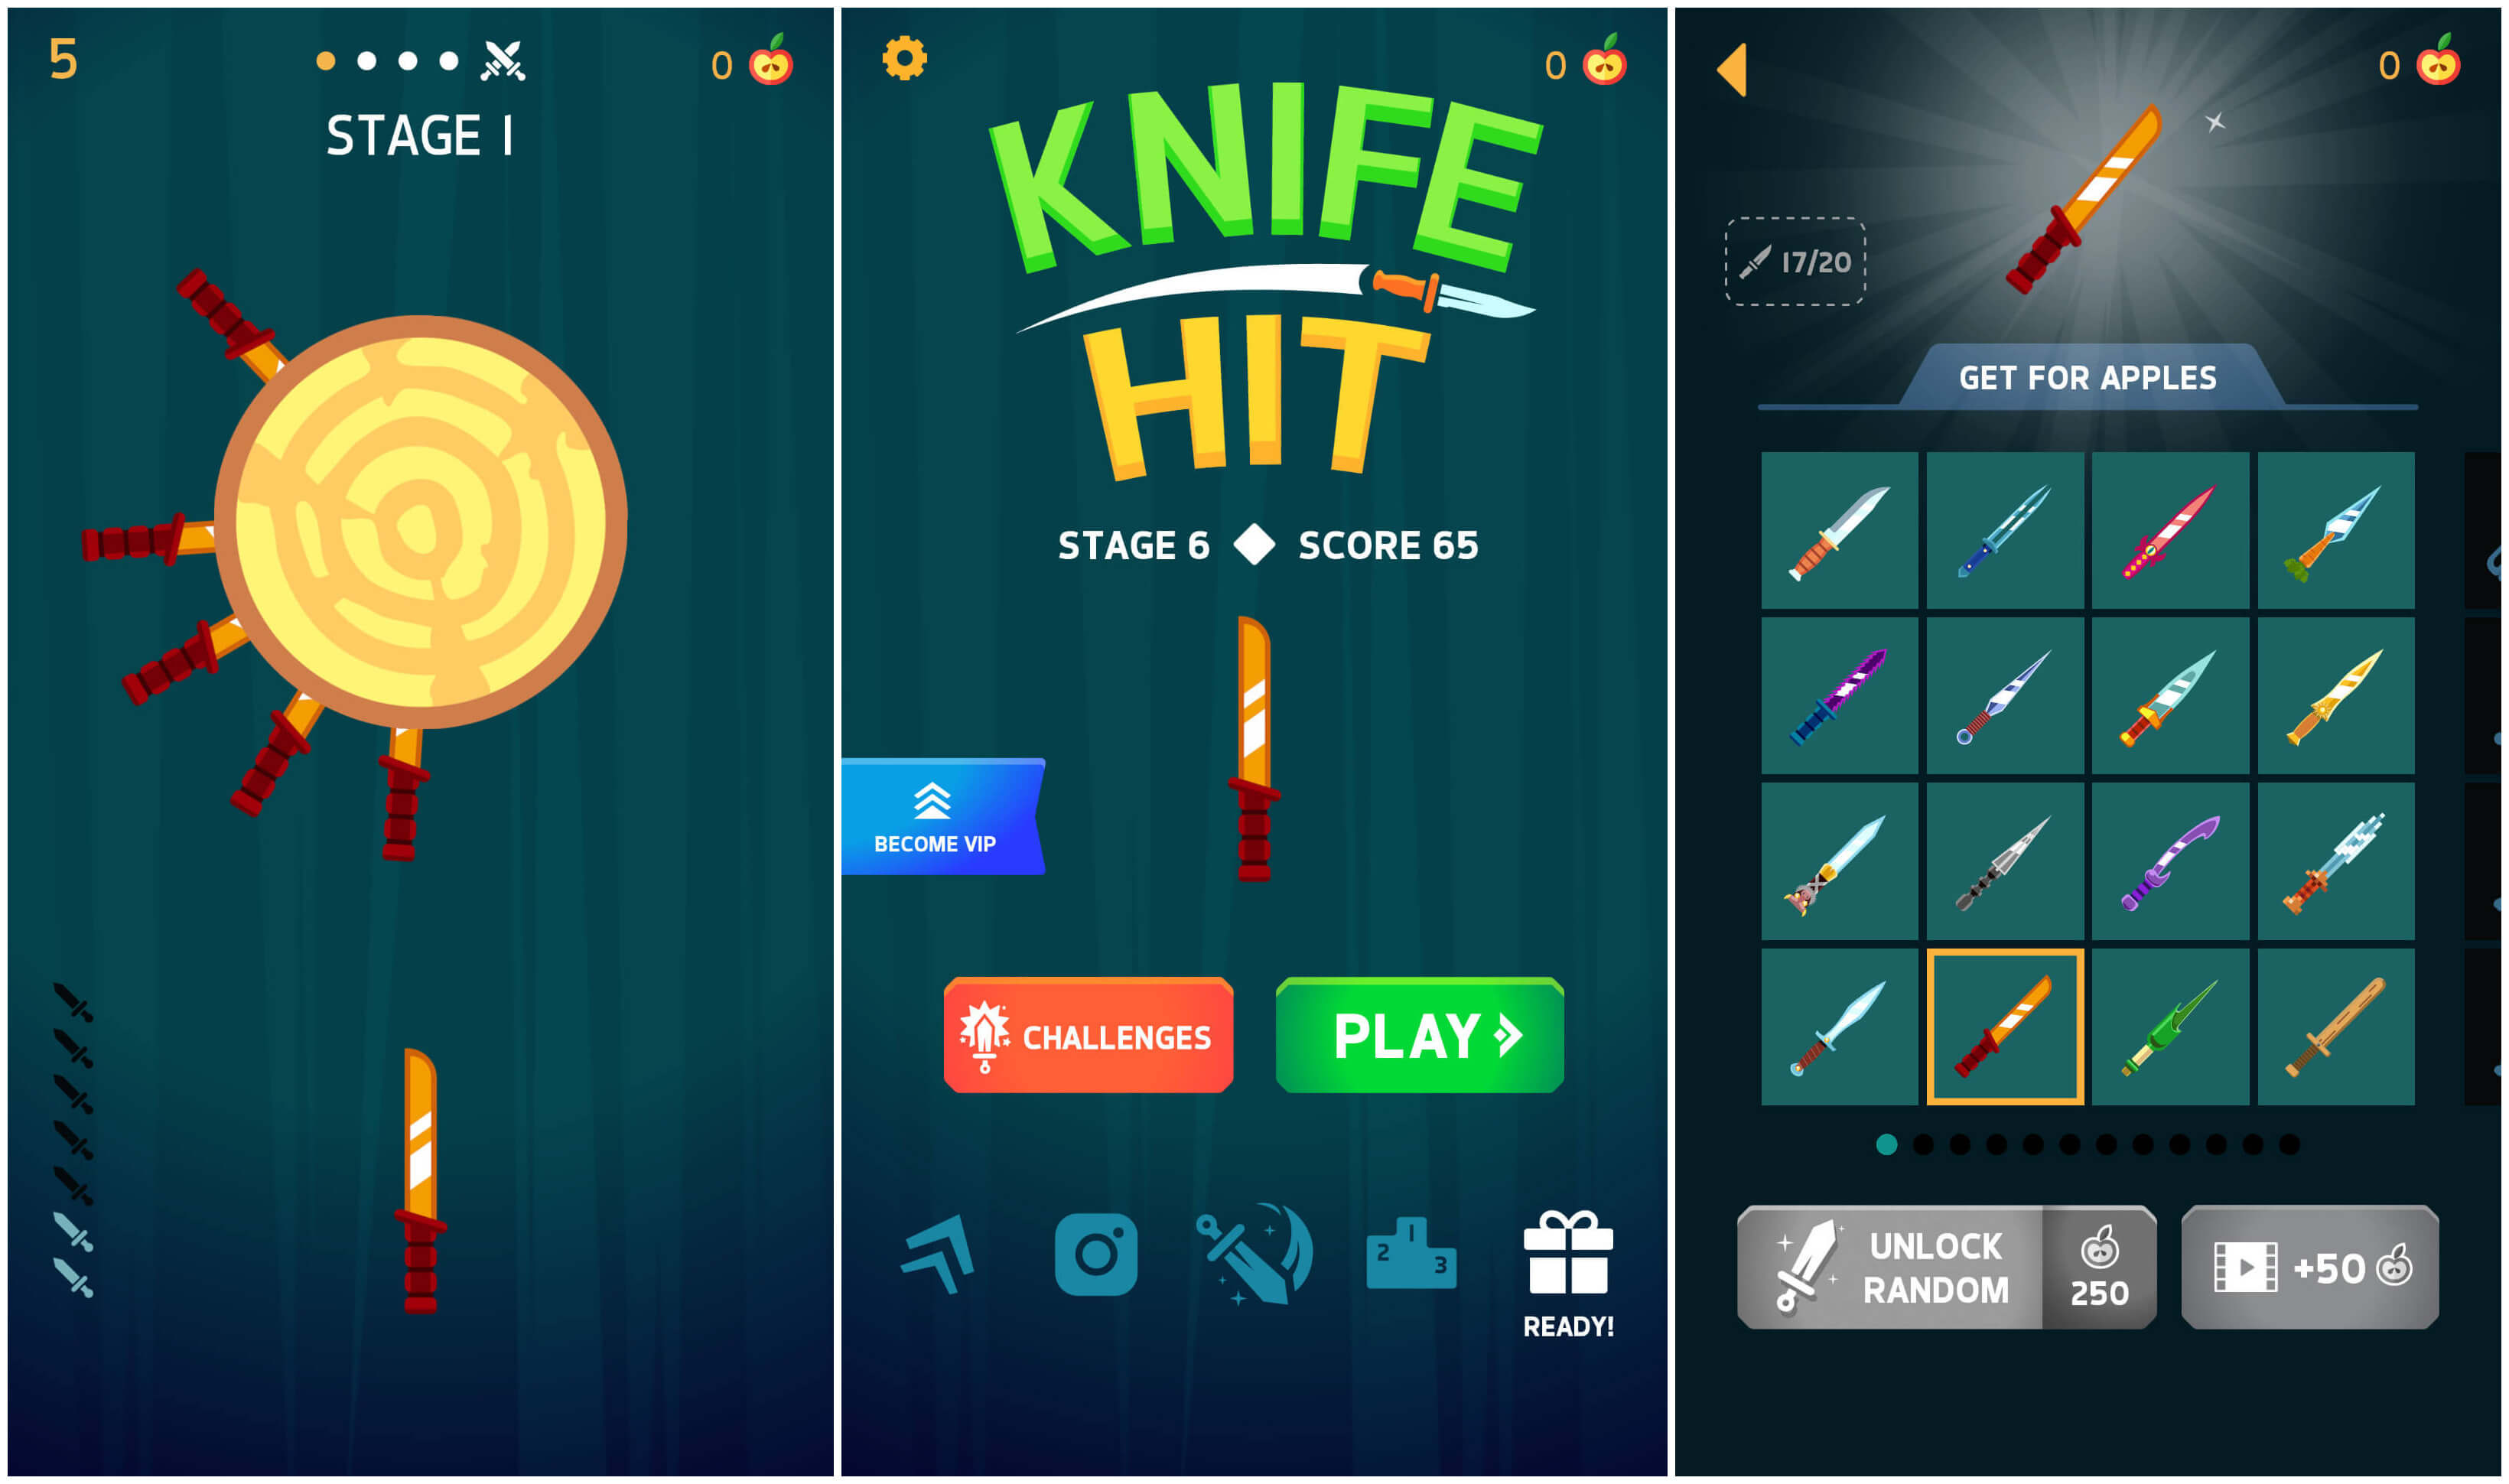 5
0
STAGE 1
0
KNIFE
HIT
STAGE 6 SCORE 65
BECOME VIP
CHALLENGES
PLAY
1
2
3
READY!
0
17/20
GET FOR APPLES
UNLOCK
RANDOM
250
+50